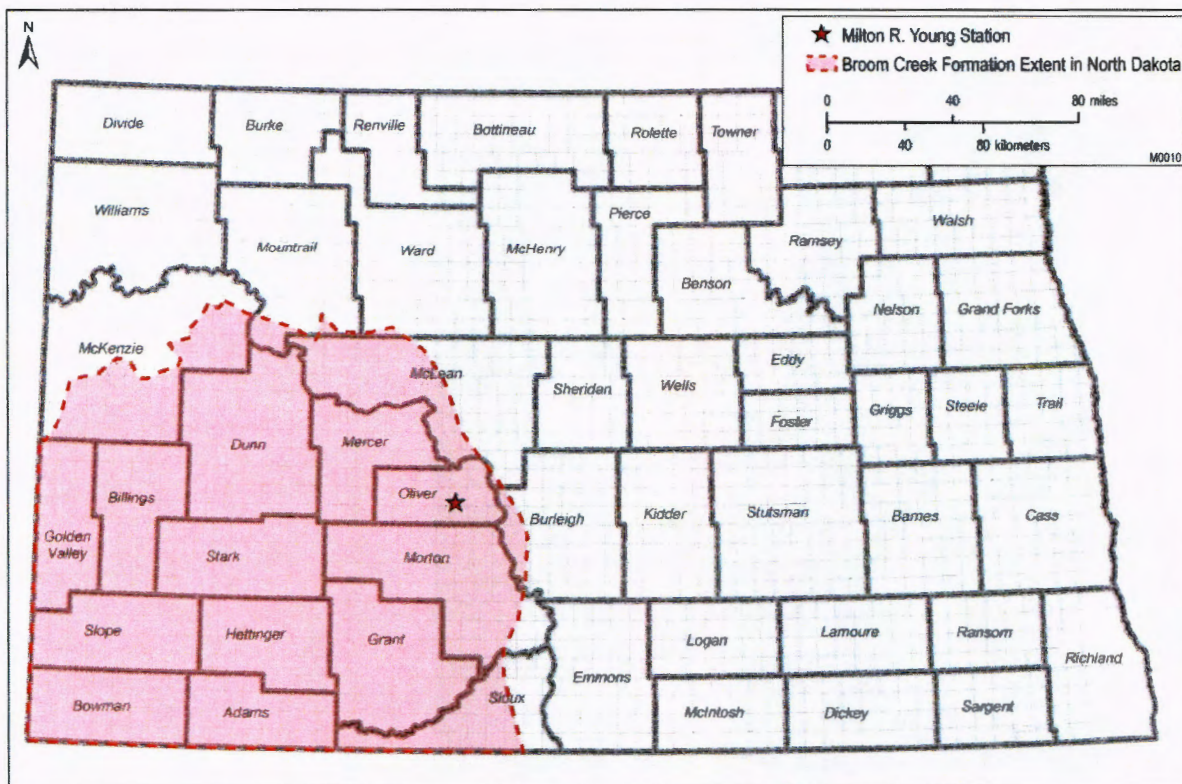 N
Milton R. Young Station
Broom Creek Formation Extent in North Dakota
0 40 80 miles
0 40 80 kilometers
M00101
Divide
Burke
Renville
Bottineau
Rolette
Towner
Williams
Mountrail
Ward
McHenry
Pierce
Benson
Ramsey
Walsh
Nelson
Grand Forks
McKenzie
McLean
Sheridan
Wells
Eddy
Foster
Griggs
Steele
Trail
Dunn
Mercer
Oliver
Billings
Golden
Valley
Stark
Morton
Burleigh
Kidder
Stutsman
Barnes
Cass
Slope
Hettinger
Grant
Sioux
Emmons
Logan
Lamoure
Ransom
Richland
Bowman
Adams
McIntosh
Dickey
Sargent